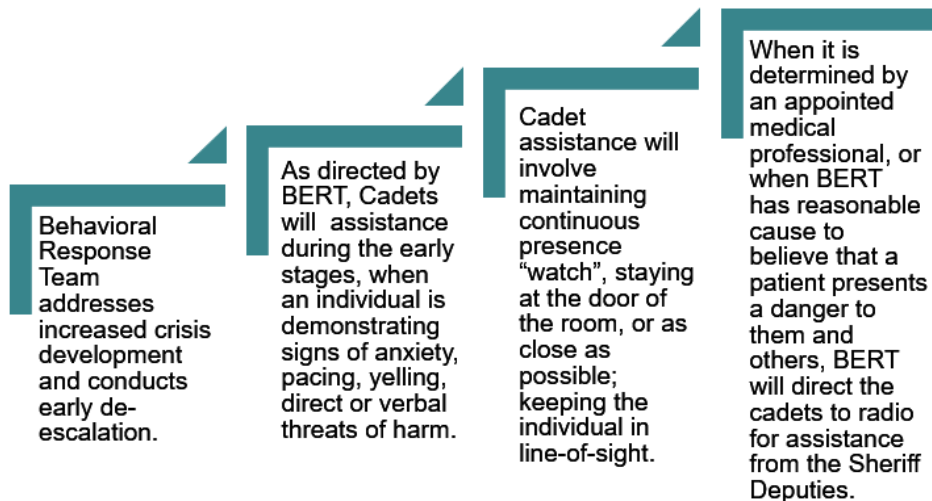 Behavioral
Response
Team
addresses
increased crisis
development
and conducts
early de-
escalation.
As directed by
BERT, Cadets
will  assistance
during the early
stages, when
an individual is
demonstrating
signs of anxiety,
pacing, yelling,
direct or verbal
threats of harm.
Cadet
assistance will
involve
maintaining
continuous
presence
“watch”, staying
at the door of
the room, or as
close as
possible;
keeping the
individual in
line-of-sight.
When it is
determined by
an appointed
medical
professional, or
when BERT
has reasonable
cause to
believe that a
patient presents
a danger to
them and
others, BERT
will direct the
cadets to radio
for assistance
from the Sheriff
Deputies.